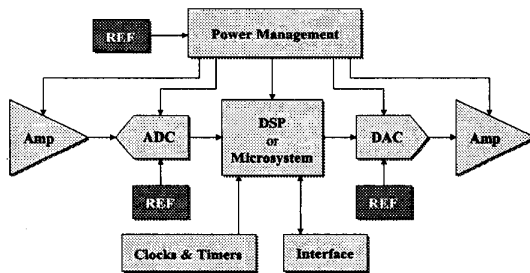 REF
Power Management
Amp
ADC
DSP
or
Microsystem
DAC
Amp
REF
REF
Clocks & Timers
Interface